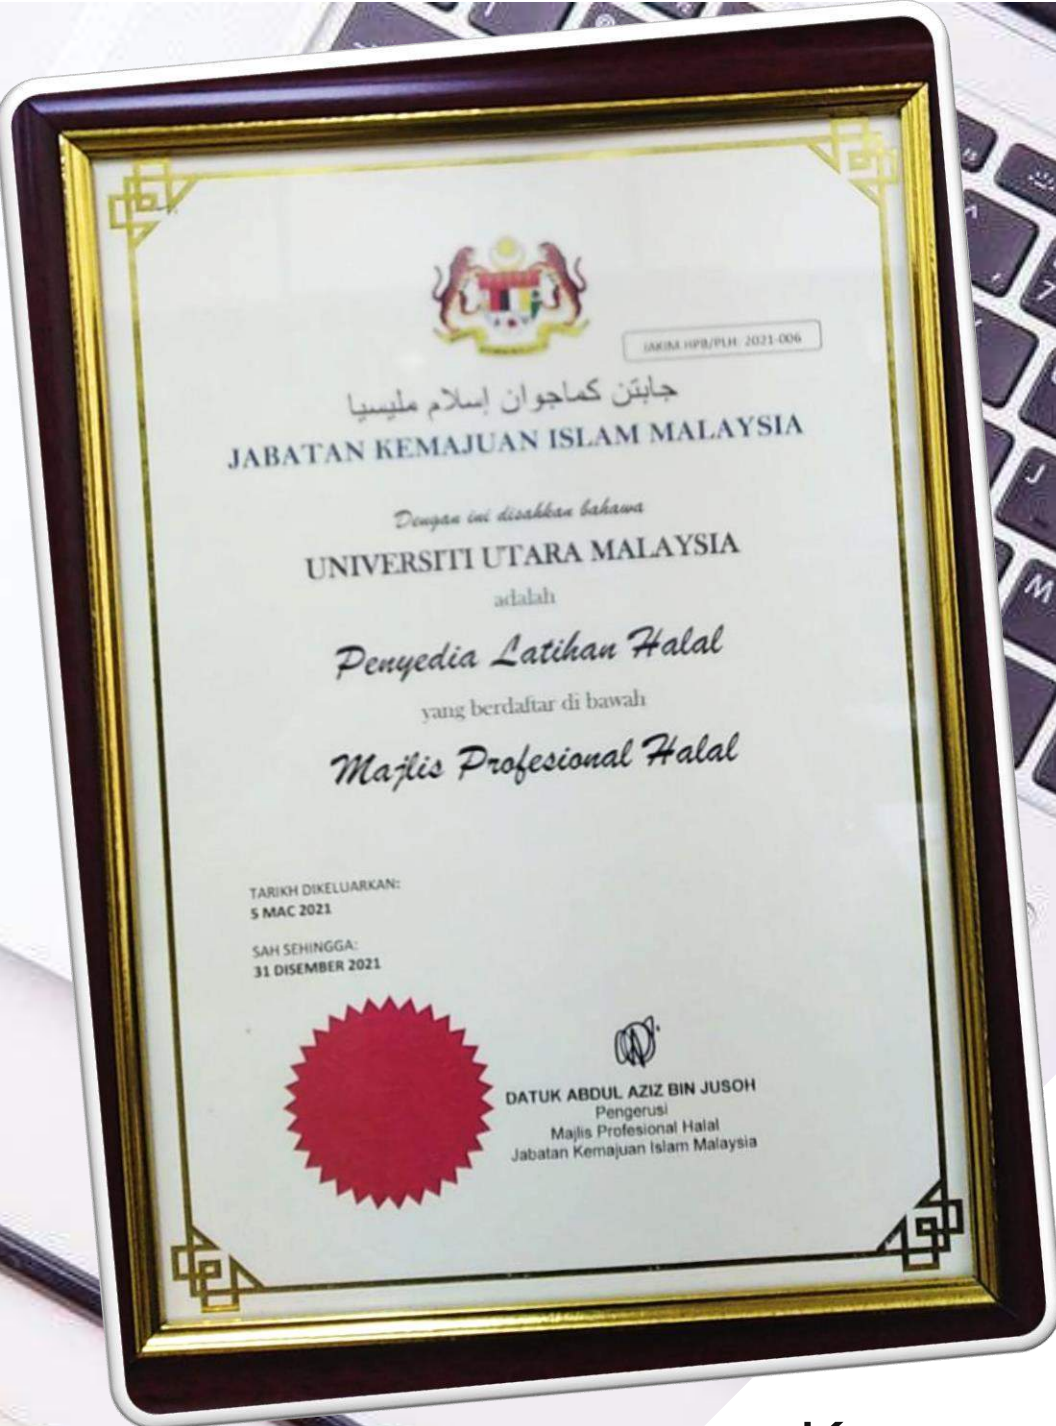 JAKIM HPB/PLH: 2021-006
جابتن كماجوان إسلام مليسيا
JABATAN KEMAJUAN ISLAM MALAYSIA
Dengan ini disahkan bahawa
UNIVERSITI UTARA MALAYSIA
adalah
Penyedia Latihan Halal
yang berdaftar di bawah
Majlis Profesional Halal
TARIKH DIKELUARKAN:
5 MAC 2021
SAH SEHINGGA:
31 DISEMBER 2021
DATUK ABDUL AZIZ BIN JUSOH
Pengerusi
Majlis Profesional Halal
Jabatan Kemajuan Islam Malaysia